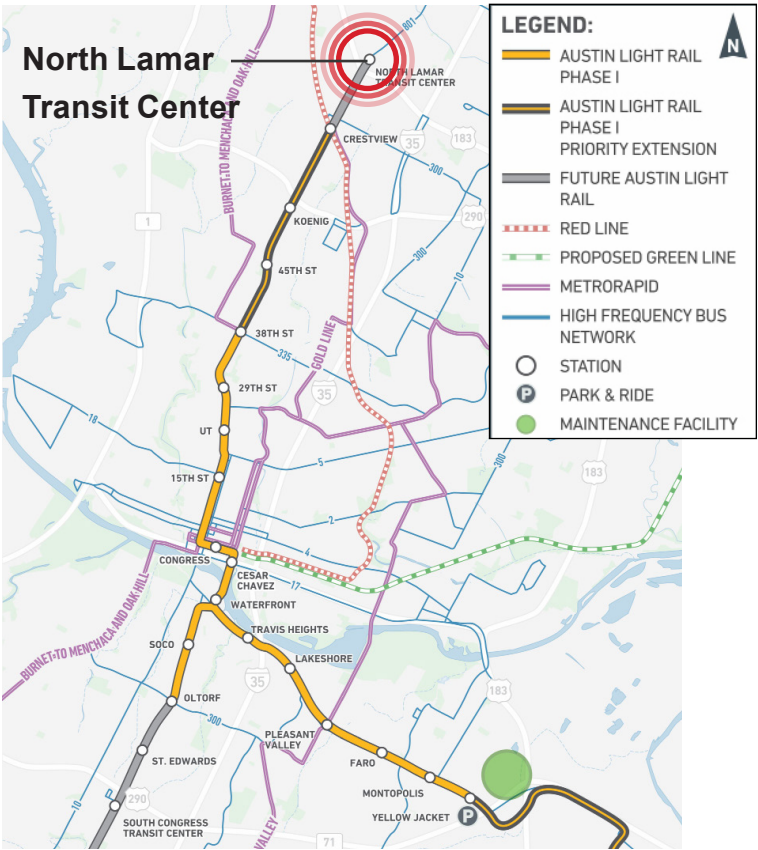 North Lamar
Transit Center
801
NORTH LAMAR
TRANSIT CENTER
BURNET TO MENCHACA AND OAK HILL
CRESTVIEW
35
183
300
1
KOENIG
290
300
10
45TH ST
38TH ST
335
GOLD LINE
29TH ST
35
18
UT
5
300
183
15TH ST
2
4
CONGRESS
CESAR
CHAVEZ
17
WATERFRONT
BURNET TO MENCHACA AND OAK HILL
TRAVIS HEIGHTS
SOCO
LAKESHORE
35
183
OLTORF
300
PLEASANT
VALLEY
ST. EDWARDS
FARO
MONTOPOLIS
P
290
10
YELLOW JACKET
P
SOUTH CONGRESS
TRANSIT CENTER
VALLEY
71
LEGEND:
N
AUSTIN LIGHT RAIL
PHASE I
AUSTIN LIGHT RAIL
PHASE I
PRIORITY EXTENSION
FUTURE AUSTIN LIGHT
RAIL
RED LINE
PROPOSED GREEN LINE
METRORAPID
HIGH FREQUENCY BUS
NETWORK
STATION
P
PARK & RIDE
MAINTENANCE FACILITY